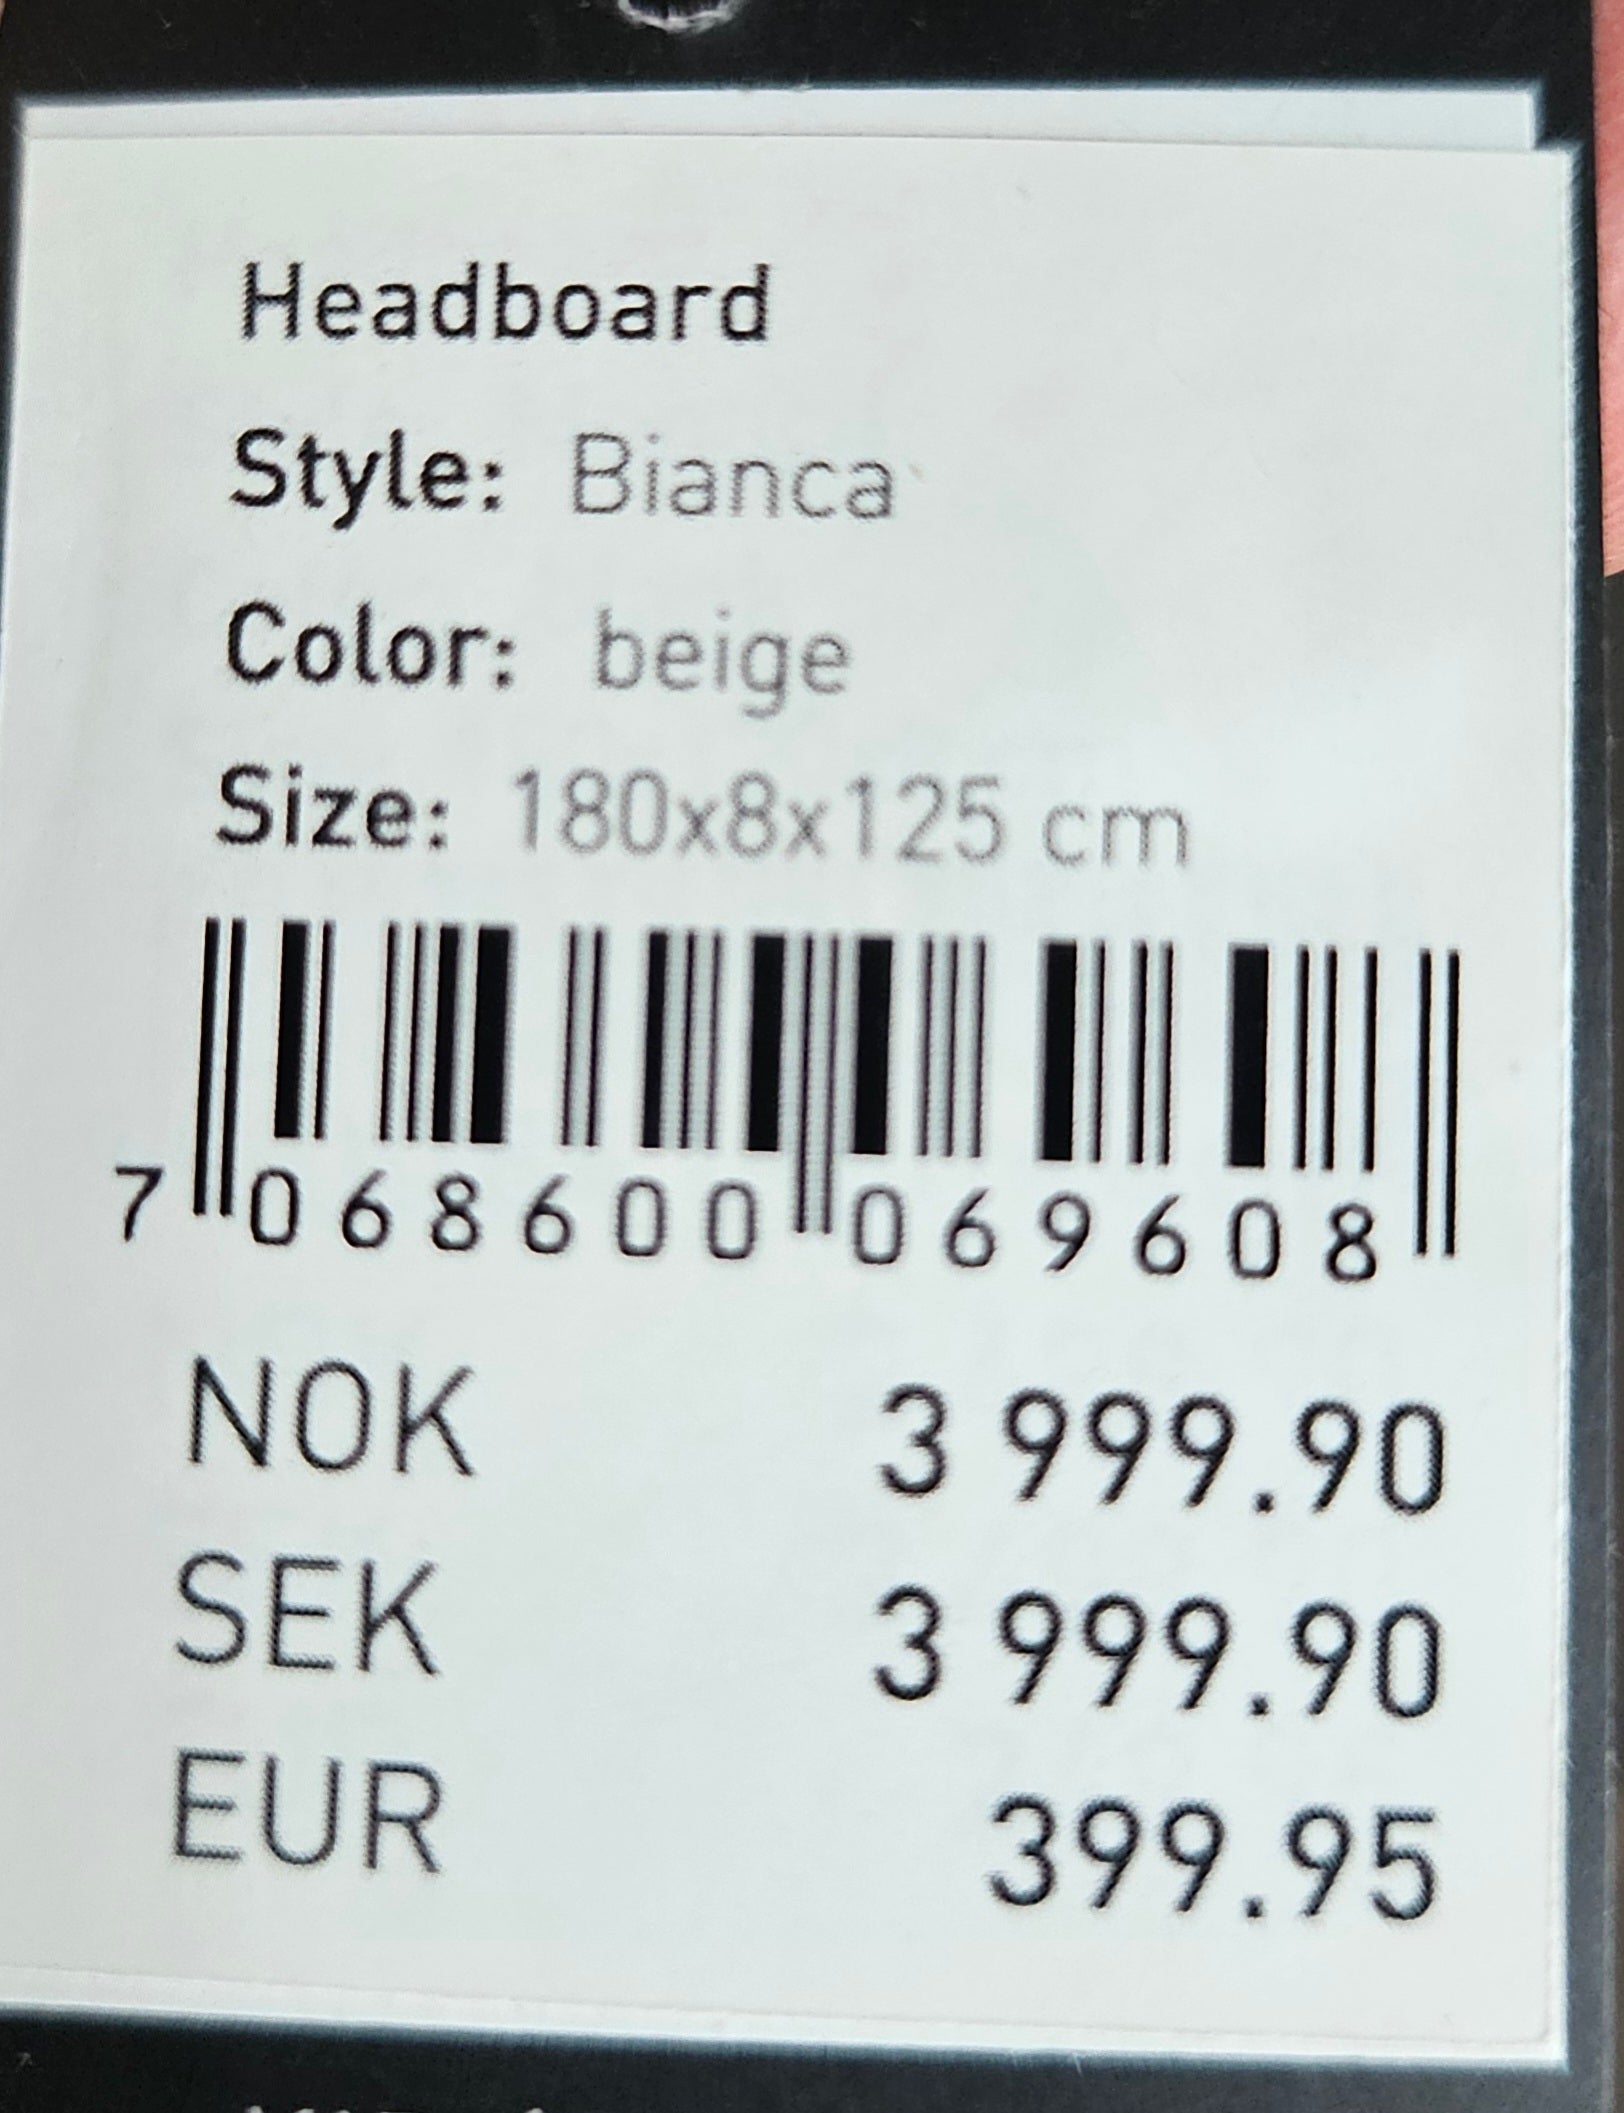 Headboard
Style: Bianca
Color: beige
Size: 180x8x125 cm
7 068600 069608
NOK 3 999.90
SEK 3 999.90
EUR 399.95